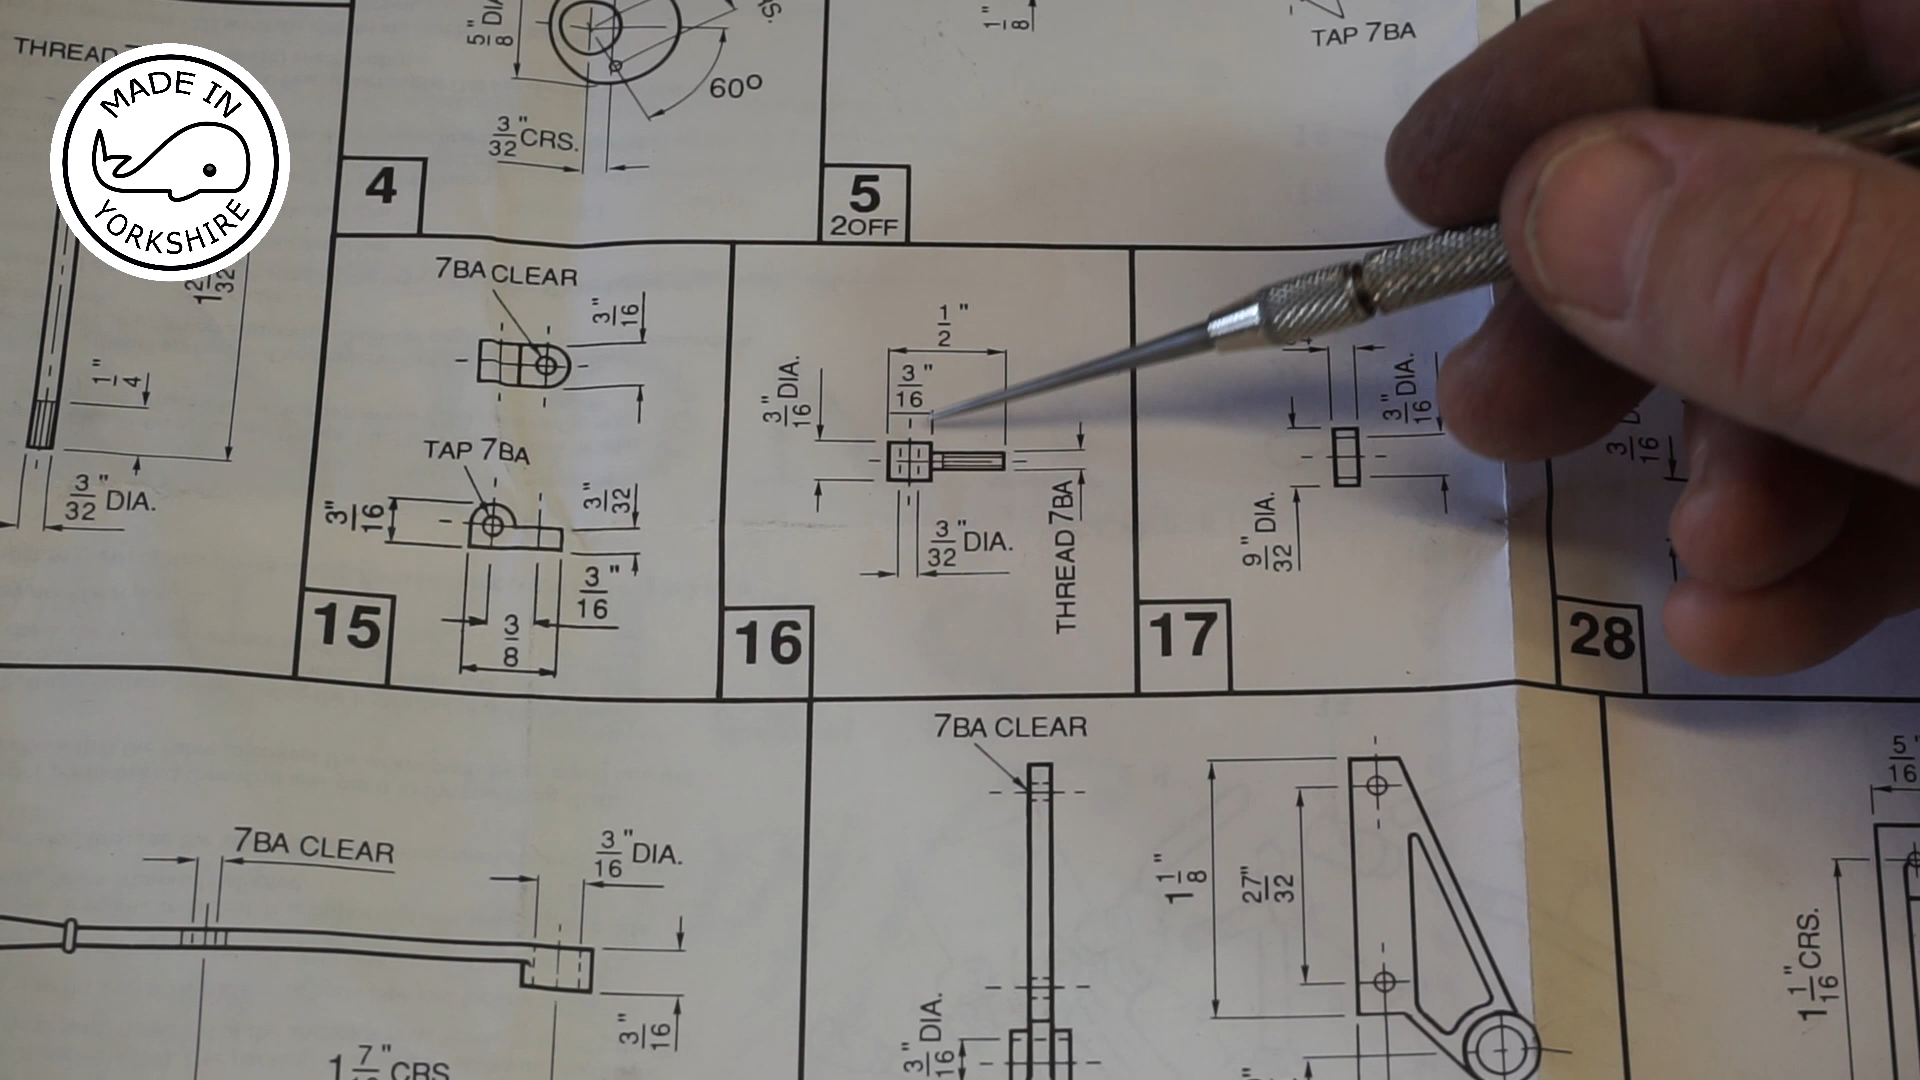 MADE IN
YORKSHIRE
THREAD 7
1"
4
3" DIA.
32
5"
8
60°
3" CRS.
32
4
1"
8
TAP 7BA
5
2OFF
7BA CLEAR
3"
16
TAP 7BA
3"
16
3"
32
3"
16
3
8
15
1"
2
3"
16
3" DIA.
16
3" DIA.
32
THREAD 7BA
16
3" DIA.
16
9" DIA.
32
17
3
16
28
7BA CLEAR
3" DIA.
16
3"
16
1 7" CRS
7BA CLEAR
3" DIA.
16
1 1"
8
27"
32
5"
16
1 1" CRS.
16